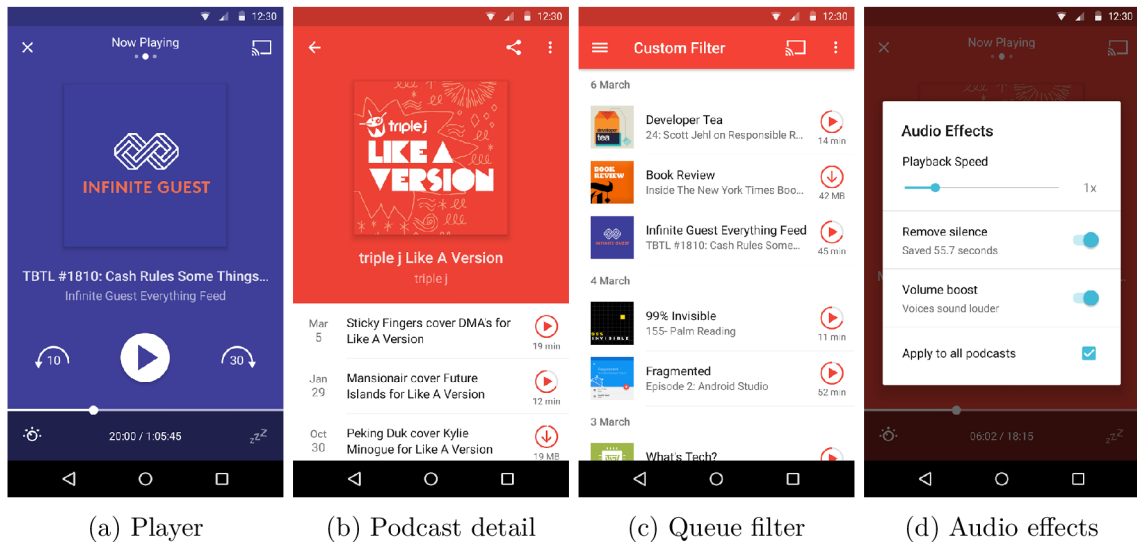 12:30
Now Playing
INFINITE GUEST
TBTL #1810: Cash Rules Some Things...
Infinite Guest Everything Feed
10
30
20:00 / 1:05:45
zzZ
(a) Player
12:30
triple j
LIKE A
VERSION
triple j Like A Version
triple j
Mar
5
Sticky Fingers cover DMA's for
Like A Version
19 min
Jan
29
Mansionair cover Future
Islands for Like A Version
12 min
Oct
30
Peking Duk cover Kylie
Minogue for Like A Version
19 MB
(b) Podcast detail
12:30
Custom Filter
6 March
developer
tea
Developer Tea
24: Scott Jehl on Responsible R...
14 min
BOOK
REVIEW
Book Review
Inside The New York Times Boo...
42 MB
INFINITE GUEST
Infinite Guest Everything Feed
TBTL #1810: Cash Rules Some...
45 min
4 March
INVISIBLE
99% Invisible
155- Palm Reading
11 min
Fragmented
Episode 2: Android Studio
52 min
3 March
What's Tech?
(c) Queue filter
12:30
Now Playing
Audio Effects
Playback Speed
1x
Remove silence
Saved 55.7 seconds
Volume boost
Voices sound louder
Apply to all podcasts
06:02 / 18:15
zzZ
(d) Audio effects